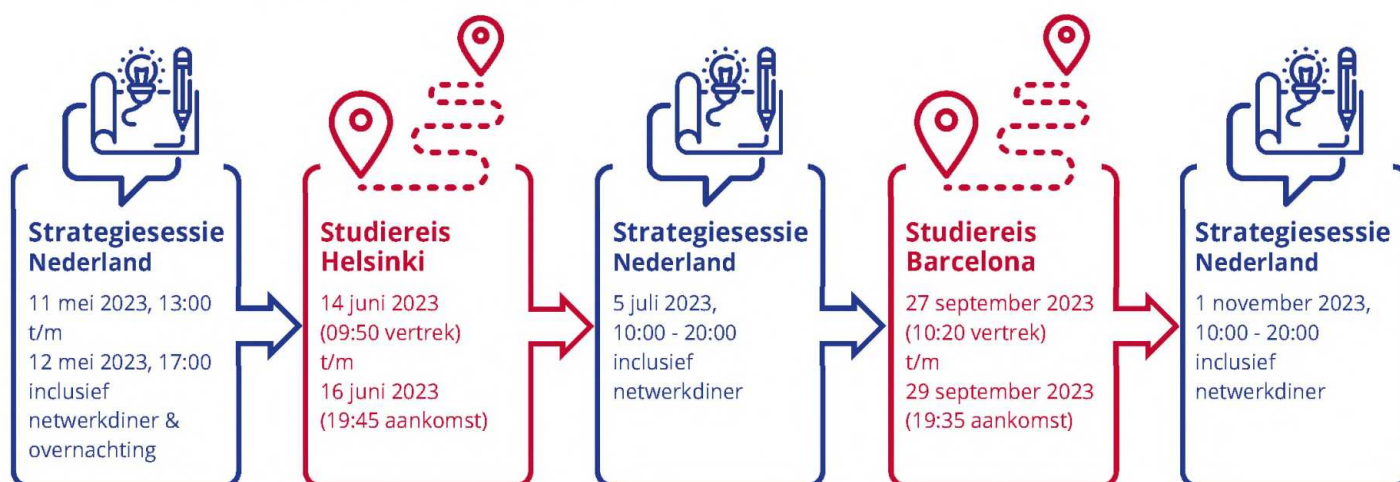 Strategiesessie
Nederland
11 mei 2023, 13:00
t/m
12 mei 2023, 17:00
inclusief
netwerkdiner &
overnachting
Studiereis
Helsinki
14 juni 2023
(09:50 vertrek)
t/m
16 juni 2023
(19:45 aankomst)
Strategiesessie
Nederland
5 juli 2023,
10:00 - 20:00
inclusief
netwerkdiner
Studiereis
Barcelona
27 september 2023
(10:20 vertrek)
t/m
29 september 2023
(19:35 aankomst)
Strategiesessie
Nederland
1 november 2023,
10:00 - 20:00
inclusief
netwerkdiner